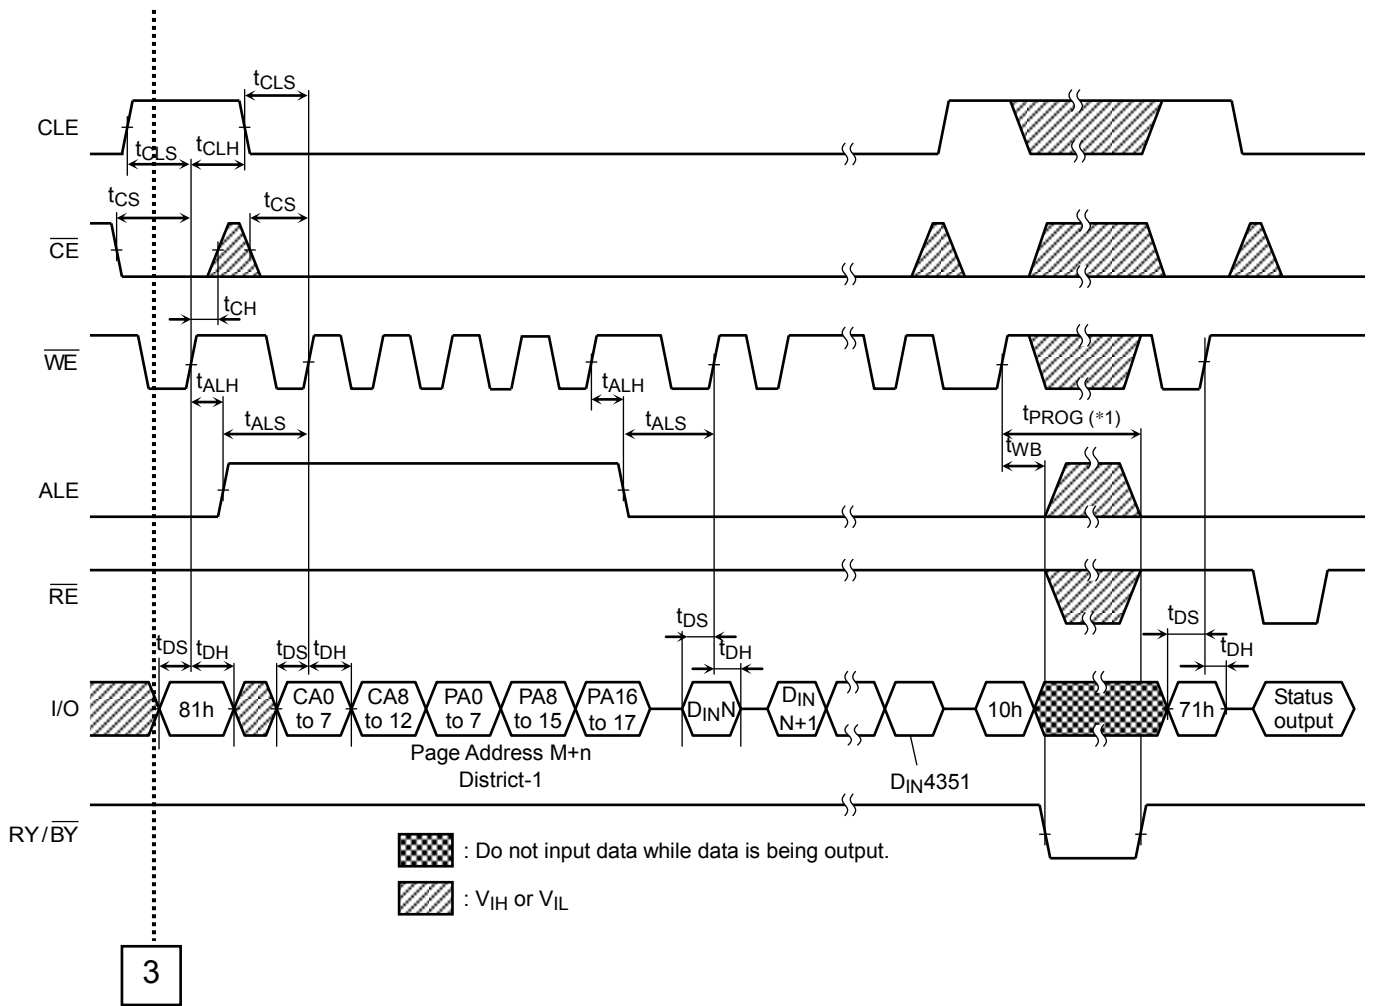 tCLS
CLE
tCLS
tCLH
tCS
tCS
CE
tCH
WE
tALH
tALH
tALS
tALS
tPROG (*1)
tWB
ALE
RE
tDS
tDH
tDS
tDH
tDS
tDH
tDS
tDH
I/O
81h
CA0
to 7
CA8
to 12
PA0
to 7
PA8
to 15
PA16
to 17
DINN
DIN
N+1
10h
71h
Status
output
Page Address M+n
District-1
DIN4351
RY/BY
: Do not input data while data is being output.
: VIH or VIL
3